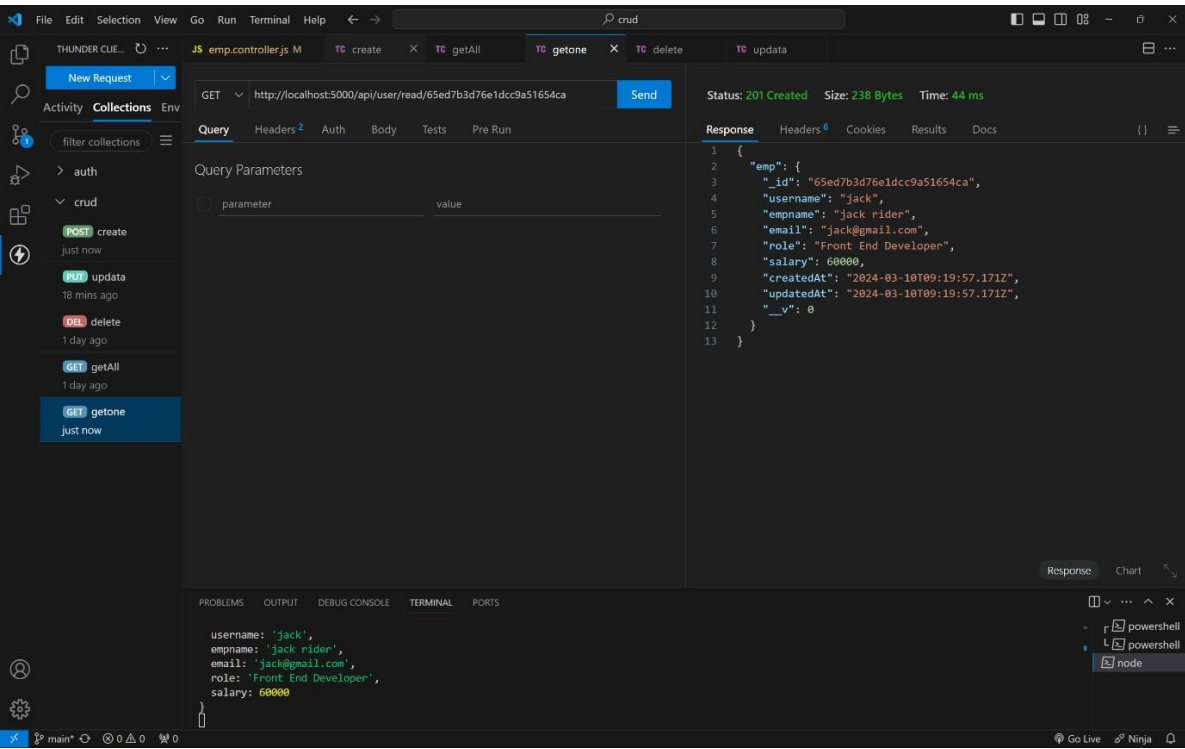 File Edit Selection View Go Run Terminal Help
crud
THUNDER CLIE...
JS emp.controller.js M
TC create
TC getAll
TC getone
TC delete
TC updata
New Request
Activity Collections Env
filter collections
auth
crud
POST create
just now
PUT updata
18 mins ago
DEL delete
1 day ago
GET getAll
1 day ago
GET getone
just now
1
GET http://localhost:5000/api/user/read/65ed7b3d76e1dcc9a51654ca Send
Query Headers 2 Auth Body Tests Pre Run
Query Parameters
parameter value
Status: 201 Created Size: 238 Bytes Time: 44 ms
Response Headers 6 Cookies Results Docs {}
1 {
2 "emp": {
3 "_id": "65ed7b3d76e1dcc9a51654ca",
4 "username": "jack",
5 "empname": "jack rider",
6 "email": "jack@gmail.com",
7 "role": "Front End Developer",
8 "salary": 60000,
9 "createdAt": "2024-03-10T09:19:57.171Z",
10 "updatedAt": "2024-03-10T09:19:57.171Z",
11 "__v": 0
12 }
13 }
Response Chart
PROBLEMS OUTPUT DEBUG CONSOLE TERMINAL PORTS
username: 'jack',
empname: 'jack rider',
email: 'jack@gmail.com',
role: 'Front End Developer',
salary: 60000
}
powershell
powershell
node
main* 0 0 0
Go Live Ninja